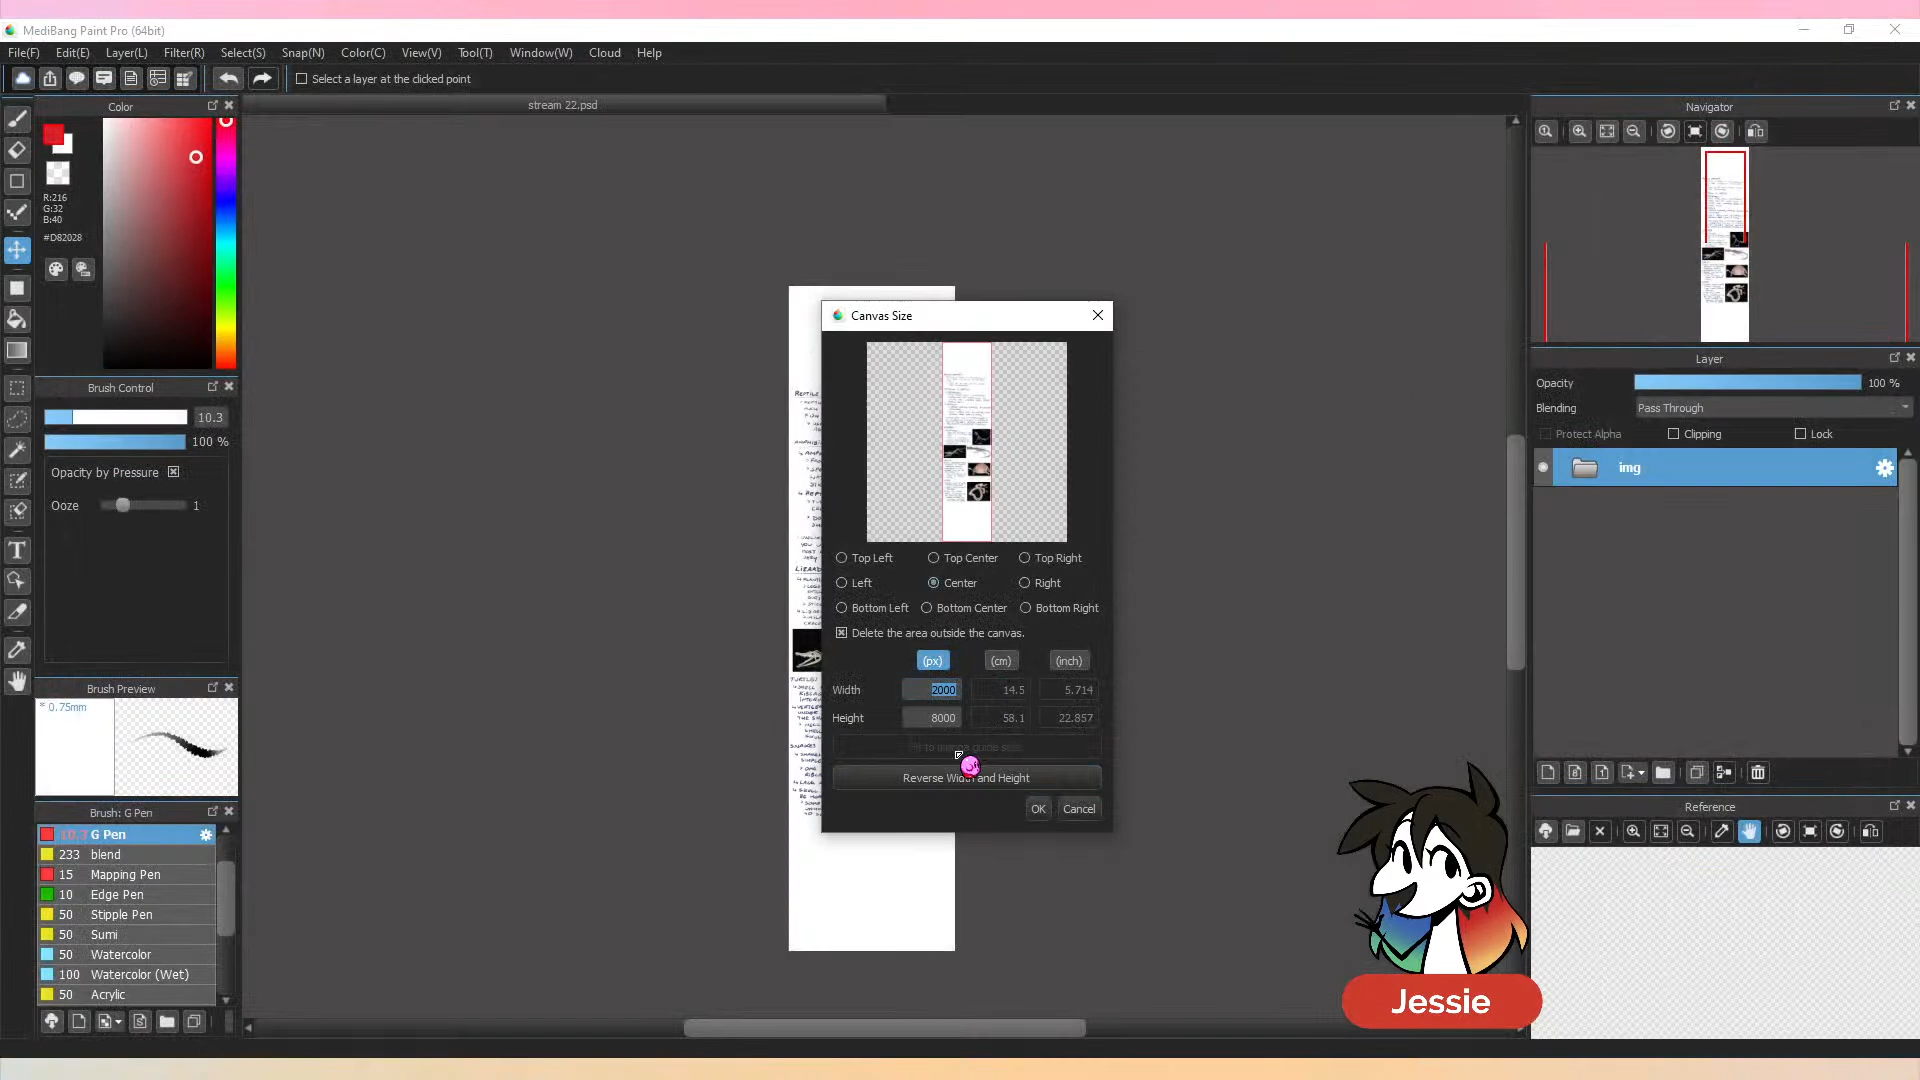 MediBang Paint Pro (64bit)
File(F) Edit(E) Layer(L) Filter(R) Select(S) Snap(N) Color(C) View(V) Tool(T) Window(W) Cloud Help
Select a layer at the clicked point
Color
stream 22.psd
Navigator
R:216
G:32
B:40
#D82028
Brush Control
10.3
100 %
Opacity by Pressure
Ooze 1
Brush Preview
* 0.75mm
Brush: G Pen
10.3 G Pen
233 blend
15 Mapping Pen
10 Edge Pen
50 Stipple Pen
50 Sumi
50 Watercolor
100 Watercolor (Wet)
50 Acrylic
REPTILE
Canvas Size
Top Left Top Center Top Right
Left Center Right
Bottom Left Bottom Center Bottom Right
Delete the area outside the canvas.
(px) (cm) (inch)
Width 2000 14.5 5.714
Height 8000 58.1 22.857
Reverse Width and Height
OK Cancel
Layer
Opacity 100 %
Blending Pass Through
Protect Alpha Clipping Lock
img
Reference
Jessie